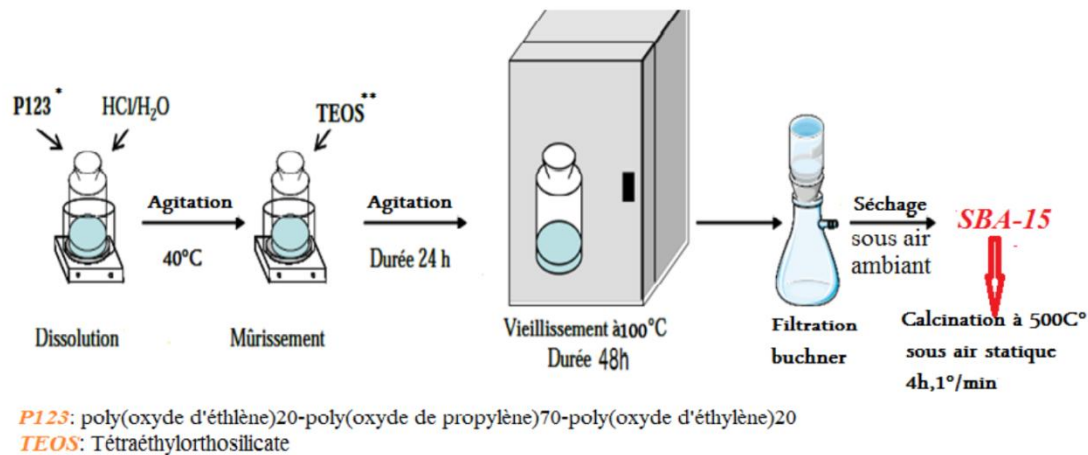 P123 *
HCl/H₂O
TEOS **
Agitation
40°C
Agitation
Durée 24 h
Dissolution
Mûrissement
Vieillissement à100°C
Durée 48h
Filtration
buchner
Séchage
sous air
ambiant
SBA-15
Calcination à 500C°
sous air statique
4h,1°/min
P123: poly(oxyde d'éthlène)20-poly(oxyde de propylène)70-poly(oxyde d'éthylène)20
TEOS: Tétraéthylorthosilicate